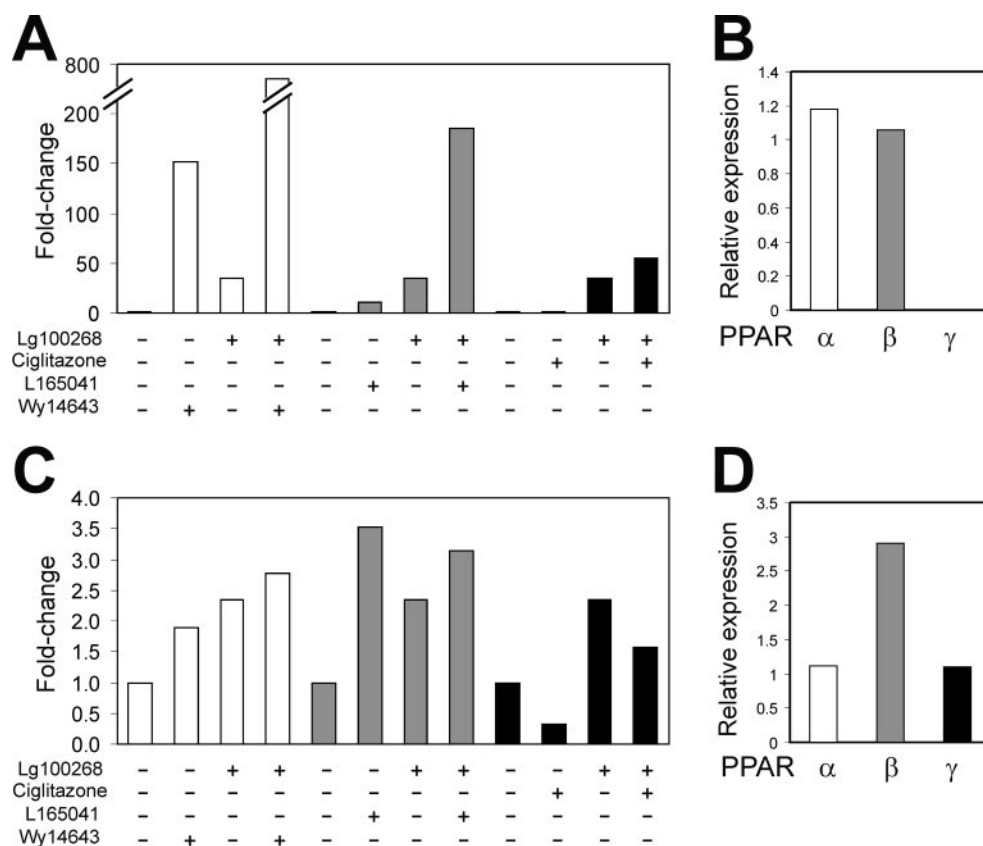 A
B
800
200
150
100
50
0
Fold-change
1.4
1.2
1
0.8
0.6
0.4
0.2
0
Relative expression
PPAR α β γ
Lg100268 – – + + – – + + – – + +
Ciglitazone – – – – – – – – – + – +
L165041 – – – – – + – + – – – –
Wy14643 – + – + – – – – – – – –
C
D
4.0
3.5
3.0
2.5
2.0
1.5
1.0
0.5
0.0
Fold-change
3.5
3
2.5
2
1.5
1
0.5
0
Relative expression
PPAR α β γ
Lg100268 – – + + – – + + – – + +
Ciglitazone – – – – – – – – – + – +
L165041 – – – – – + – + – – – –
Wy14643 – + – + – – – – – – – –